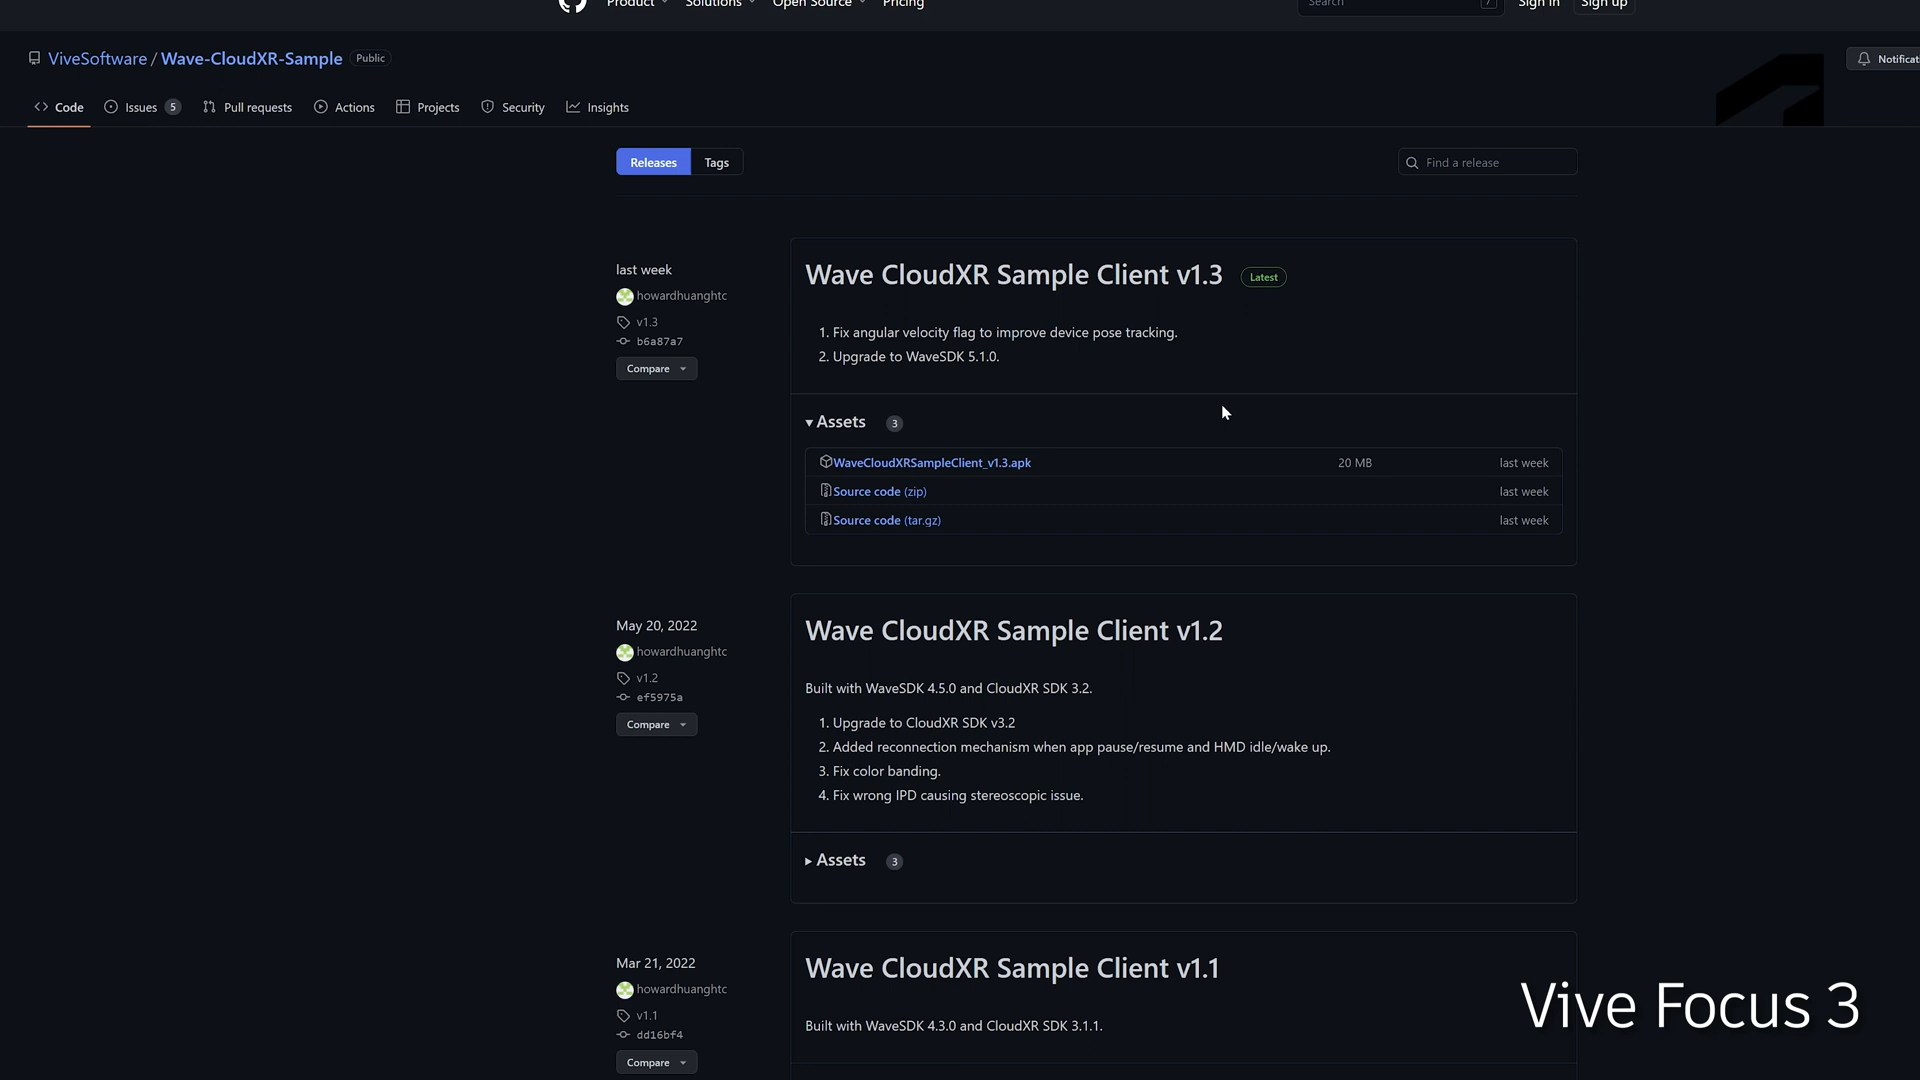 Product Solutions Open Source Pricing Search / Sign in Sign up
ViveSoftware / Wave-CloudXR-Sample Public
Notificat
Code Issues 5 Pull requests Actions Projects Security Insights
Releases Tags
Find a release
last week
howardhuanghtc
v1.3
b6a87a7
Compare
Wave CloudXR Sample Client v1.3 Latest
1. Fix angular velocity flag to improve device pose tracking.
2. Upgrade to WaveSDK 5.1.0.
Assets 3
WaveCloudXRSampleClient_v1.3.apk 20 MB last week
Source code (zip) last week
Source code (tar.gz) last week
May 20, 2022
howardhuanghtc
v1.2
ef5975a
Compare
Wave CloudXR Sample Client v1.2
Built with WaveSDK 4.5.0 and CloudXR SDK 3.2.
1. Upgrade to CloudXR SDK v3.2
2. Added reconnection mechanism when app pause/resume and HMD idle/wake up.
3. Fix color banding.
4. Fix wrong IPD causing stereoscopic issue.
Assets 3
Mar 21, 2022
howardhuanghtc
v1.1
dd16bf4
Compare
Wave CloudXR Sample Client v1.1
Built with WaveSDK 4.3.0 and CloudXR SDK 3.1.1.
Vive Focus 3